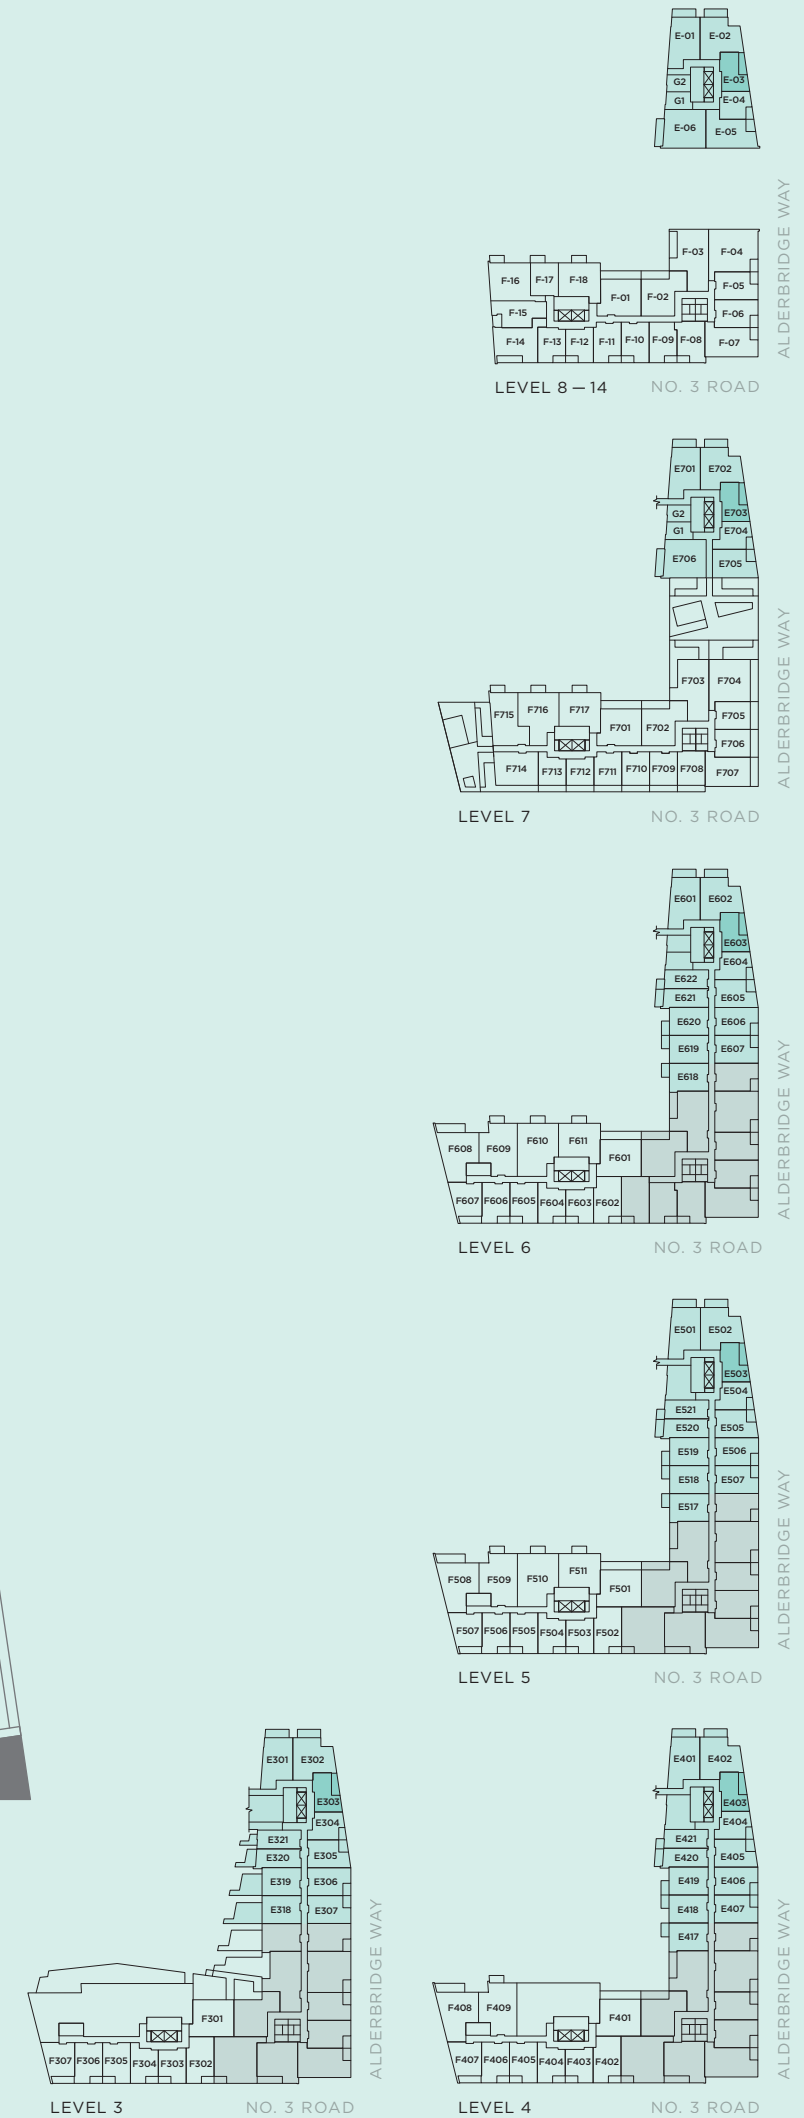 E-01 E-02
E-03
G2
G1 E-04
E-06 E-05
ALDERBRIDGE WAY
F-03 F-04
F-16 F-17 F-18
F-01 F-02 F-05
F-15 F-06
F-14 F-13 F-12 F-11 F-10 F-09 F-08 F-07
LEVEL 8 — 14 NO. 3 ROAD
E701 E702
G2 E703
G1 E704
E706 E705
ALDERBRIDGE WAY
F703 F704
F715 F716 F717 F705
F701 F702
F706
F714 F713 F712 F711 F710 F709 F708 F707
LEVEL 7 NO. 3 ROAD
E601 E602
E603
E604
E622
E621 E605
E620 E606
E619 E607
E618
ALDERBRIDGE WAY
F608 F609 F610 F611
F601
F607 F606 F605 F604 F603 F602
LEVEL 6 NO. 3 ROAD
E501 E502
E503
E504
E521
E520 E505
E519 E506
E518 E507
E517
ALDERBRIDGE WAY
F508 F509 F510 F511
F501
F507 F506 F505 F504 F503 F502
LEVEL 5 NO. 3 ROAD
E301 E302
E303
E304
E321
E320 E305
E319 E306
E318 E307
ALDERBRIDGE WAY
F301
F307 F306 F305 F304 F303 F302
LEVEL 3 NO. 3 ROAD
E401 E402
E403
E404
E421
E420 E405
E419 E406
E418 E407
E417
ALDERBRIDGE WAY
F408 F409
F401
F407 F406 F405 F404 F403 F402
LEVEL 4 NO. 3 ROAD